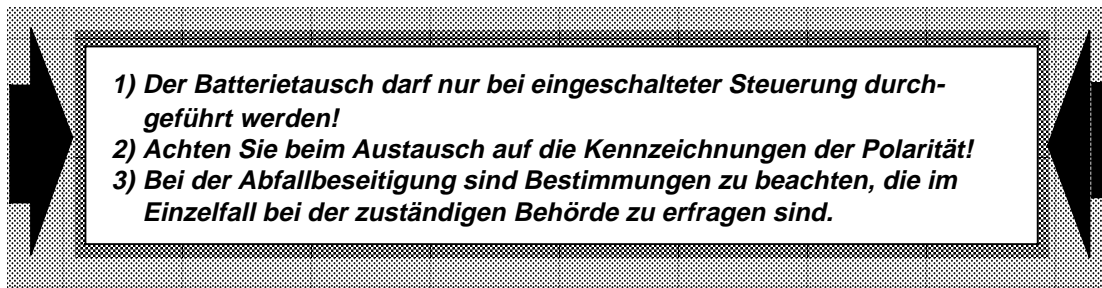 1) Der Batterietausch darf nur bei eingeschalteter Steuerung durch-
geführt werden!
2) Achten Sie beim Austausch auf die Kennzeichnungen der Polarität!
3) Bei der Abfallbeseitigung sind Bestimmungen zu beachten, die im
Einzelfall bei der zuständigen Behörde zu erfragen sind.